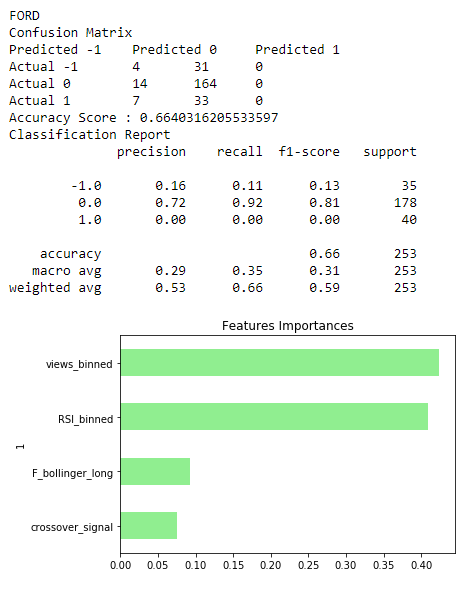 FORD
Confusion Matrix
Predicted -1 Predicted 0 Predicted 1
Actual -1 4 31 0
Actual 0 14 164 0
Actual 1 7 33 0
Accuracy Score : 0.6640316205533597
Classification Report
precision recall f1-score support
-1.0 0.16 0.11 0.13 35
0.0 0.72 0.92 0.81 178
1.0 0.00 0.00 0.00 40
accuracy 0.66 253
macro avg 0.29 0.35 0.31 253
weighted avg 0.53 0.66 0.59 253
Features Importances
views_binned
RSI_binned
1
F_bollinger_long
crossover_signal
0.00 0.05 0.10 0.15 0.20 0.25 0.30 0.35 0.40